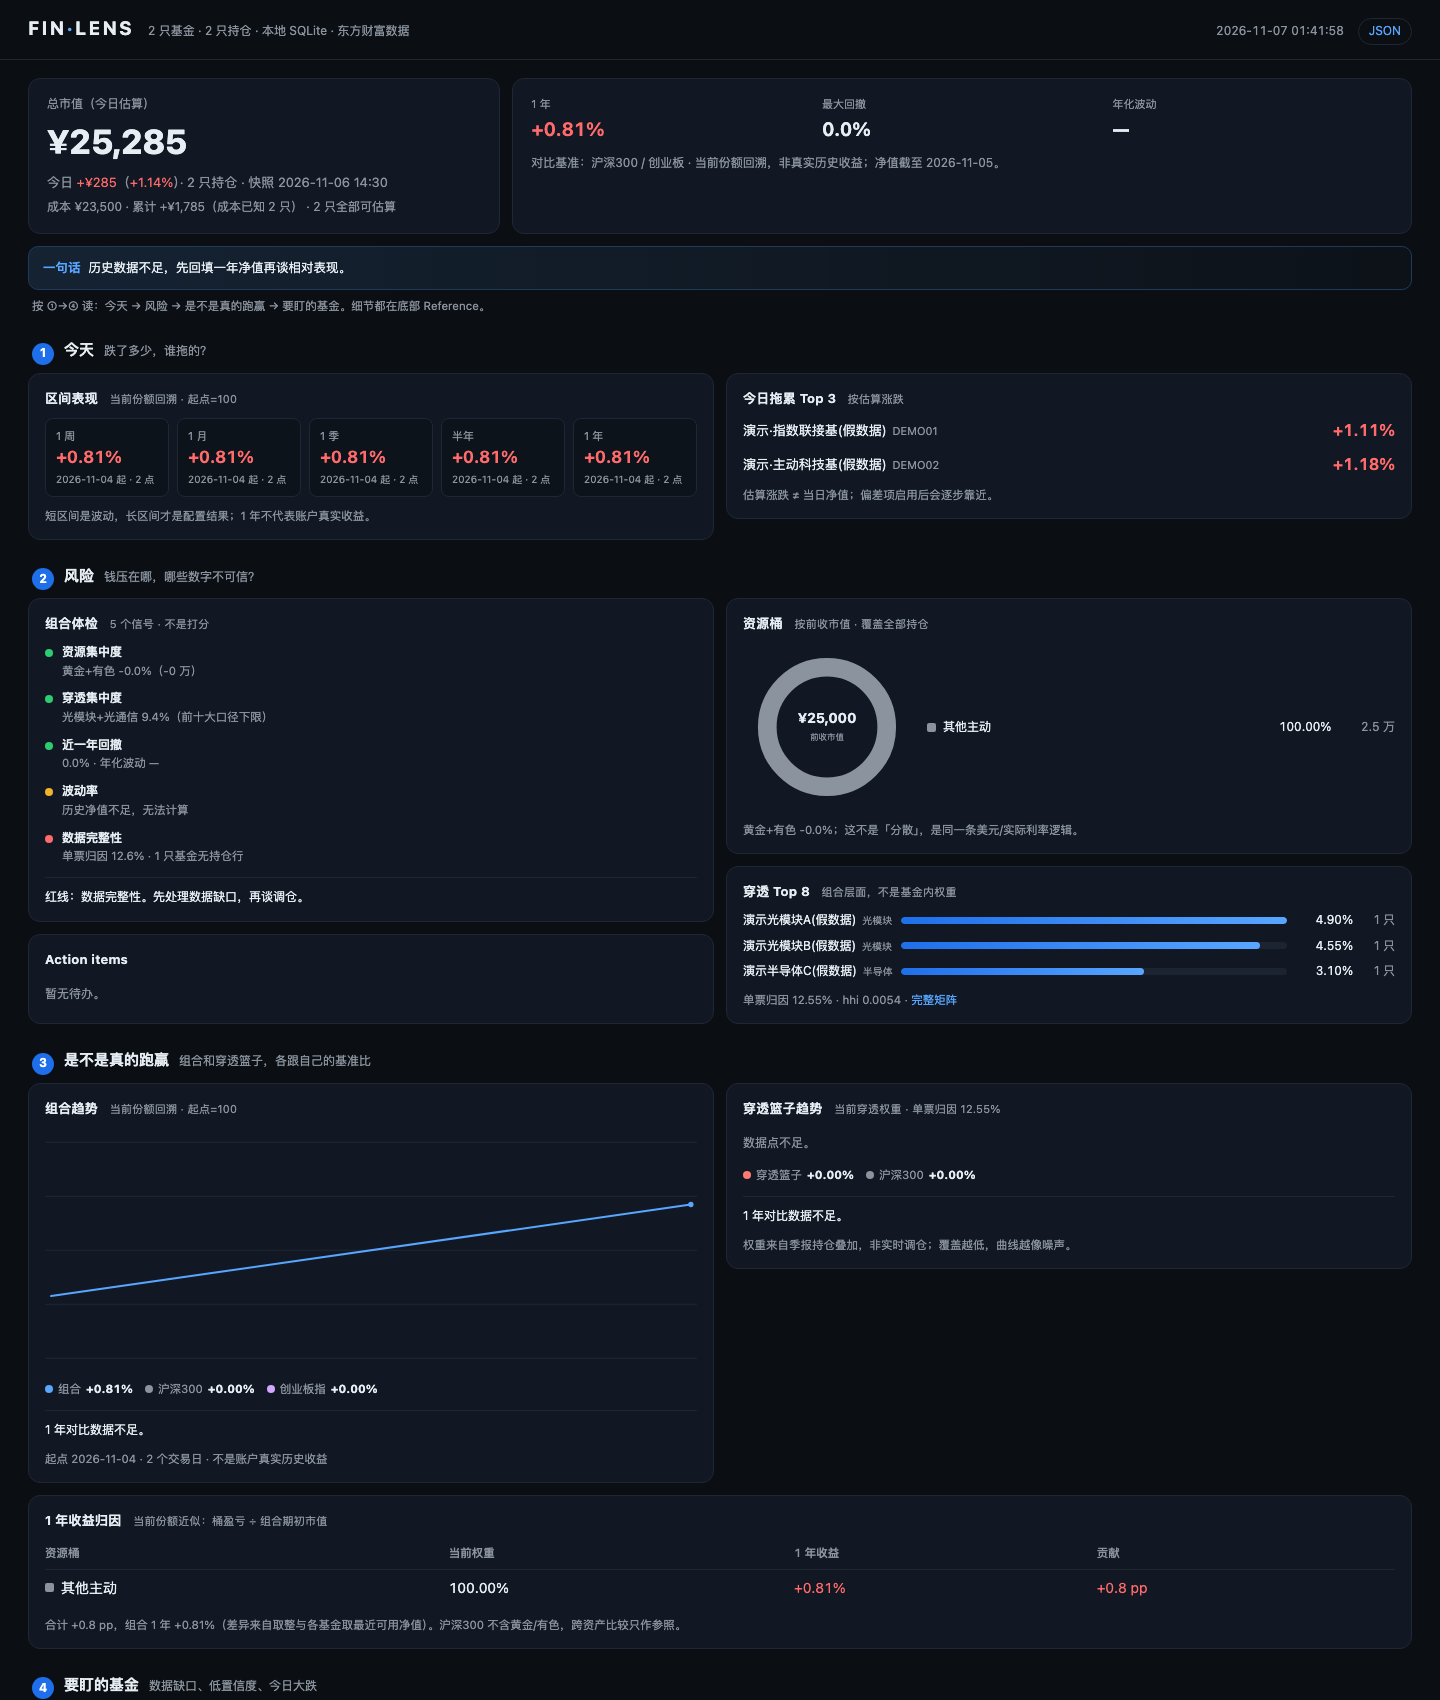 FIN·LENS 2 只基金 · 2 只持仓 · 本地 SQLite · 东方财富数据 2026-11-07 01:41:58 JSON
总市值（今日估算）
¥25,285
今日 +¥285（+1.14%）· 2 只持仓 · 快照 2026-11-06 14:30
成本 ¥23,500 · 累计 +¥1,785（成本已知 2 只） · 2 只全部可估算
1 年 最大回撤 年化波动
+0.81% 0.0% —
对比基准：沪深300 / 创业板 · 当前份额回溯，非真实历史收益；净值截至 2026-11-05。
一句话 历史数据不足，先回填一年净值再谈相对表现。
按 ①→④ 读：今天 → 风险 → 是不是真的跑赢 → 要盯的基金。细节都在底部 Reference。
1 今天 跌了多少，谁拖的？
区间表现 当前份额回溯 · 起点=100
1 周 1 月 1 季 半年 1 年
+0.81% +0.81% +0.81% +0.81% +0.81%
2026-11-04 起 · 2 点 2026-11-04 起 · 2 点 2026-11-04 起 · 2 点 2026-11-04 起 · 2 点 2026-11-04 起 · 2 点
短区间是波动，长区间才是配置结果；1 年不代表账户真实收益。
今日拖累 Top 3 按估算涨跌
演示·指数联接基(假数据) DEMO01 +1.11%
演示·主动科技基(假数据) DEMO02 +1.18%
估算涨跌 ≠ 当日净值；偏差项启用后会逐步靠近。
2 风险 钱压在哪，哪些数字不可信？
组合体检 5 个信号 · 不是打分
资源集中度
黄金+有色 -0.0%（-0 万）
穿透集中度
光模块+光通信 9.4%（前十大口径下限）
近一年回撤
0.0% · 年化波动 —
波动率
历史净值不足，无法计算
数据完整性
单票归因 12.6% · 1 只基金无持仓行
红线：数据完整性。先处理数据缺口，再谈调仓。
Action items
暂无待办。
资源桶 按前收市值 · 覆盖全部持仓
¥25,000
前收市值
其他主动 100.00% 2.5 万
黄金+有色 -0.0%；这不是「分散」，是同一条美元/实际利率逻辑。
穿透 Top 8 组合层面，不是基金内权重
演示光模块A(假数据) 光模块 4.90% 1 只
演示光模块B(假数据) 光模块 4.55% 1 只
演示半导体C(假数据) 半导体 3.10% 1 只
单票归因 12.55% · hhi 0.0054 · 完整矩阵
3 是不是真的跑赢 组合和穿透篮子，各跟自己的基准比
组合趋势 当前份额回溯 · 起点=100
组合 +0.81% 沪深300 +0.00% 创业板指 +0.00%
1 年对比数据不足。
起点 2026-11-04 · 2 个交易日 · 不是账户真实历史收益
穿透篮子趋势 当前穿透权重 · 单票归因 12.55%
数据点不足。
穿透篮子 +0.00% 沪深300 +0.00%
1 年对比数据不足。
权重来自季报持仓叠加，非实时调仓；覆盖越低，曲线越像噪声。
1 年收益归因 当前份额近似：桶盈亏 ÷ 组合期初市值
资源桶 当前权重 1 年收益 贡献
其他主动 100.00% +0.81% +0.8 pp
合计 +0.8 pp，组合 1 年 +0.81%（差异来自取整与各基金取最近可用净值）。沪深300 不含黄金/有色，跨资产比较只作参照。
4 要盯的基金 数据缺口、低置信度、今日大跌